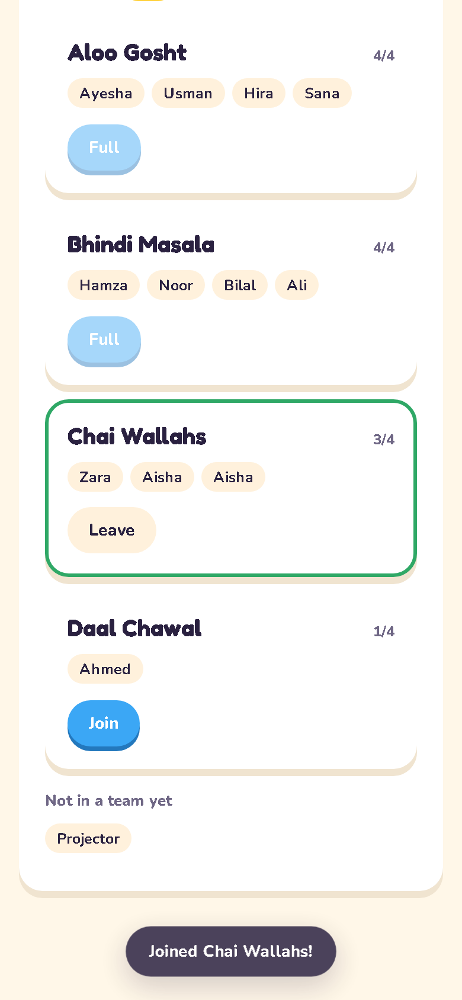 Aloo Gosht 4/4
Ayesha Usman Hira Sana
Full
Bhindi Masala 4/4
Hamza Noor Bilal Ali
Full
Chai Wallahs 3/4
Zara Aisha Aisha
Leave
Daal Chawal 1/4
Ahmed
Join
Not in a team yet
Projector
Joined Chai Wallahs!